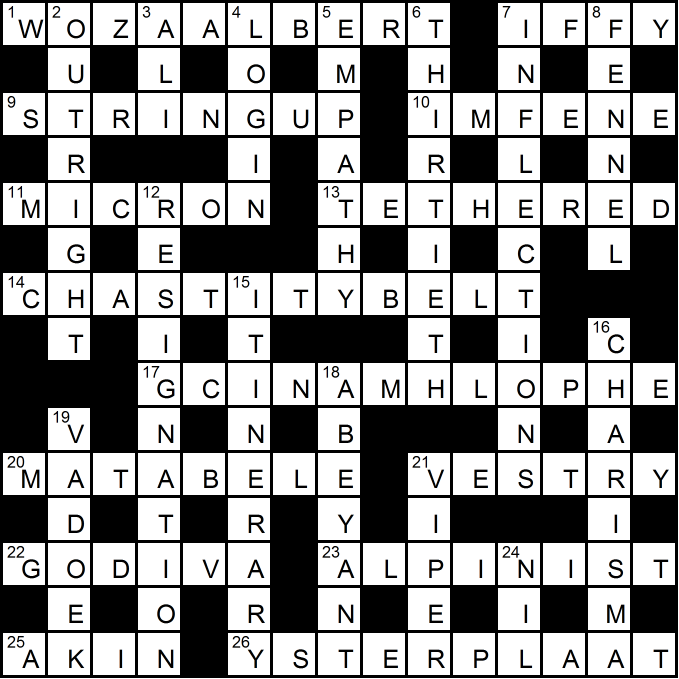 1 W 2 O Z 3 A A 4 L B 5 E R 6 T 7 I F 8 F Y
U L O M H N E
9 S T R I N G U P 10 I M F E N E
R I A R L N
11 M I C 12 R O N 13 T E T H E R E D
G E H I C L
14 C H A S T 15 I T Y B E L T
T I T T I 16 C
17 G C I N 18 A M H L O P H E
19 V N N B N A
20 M A T A B E L E 21 V E S T R Y
D T R Y I I
22 G O D I V A 23 A L P I 24 N I S T
E O R N E I M
25 A K I N 26 Y S T E R P L A A T